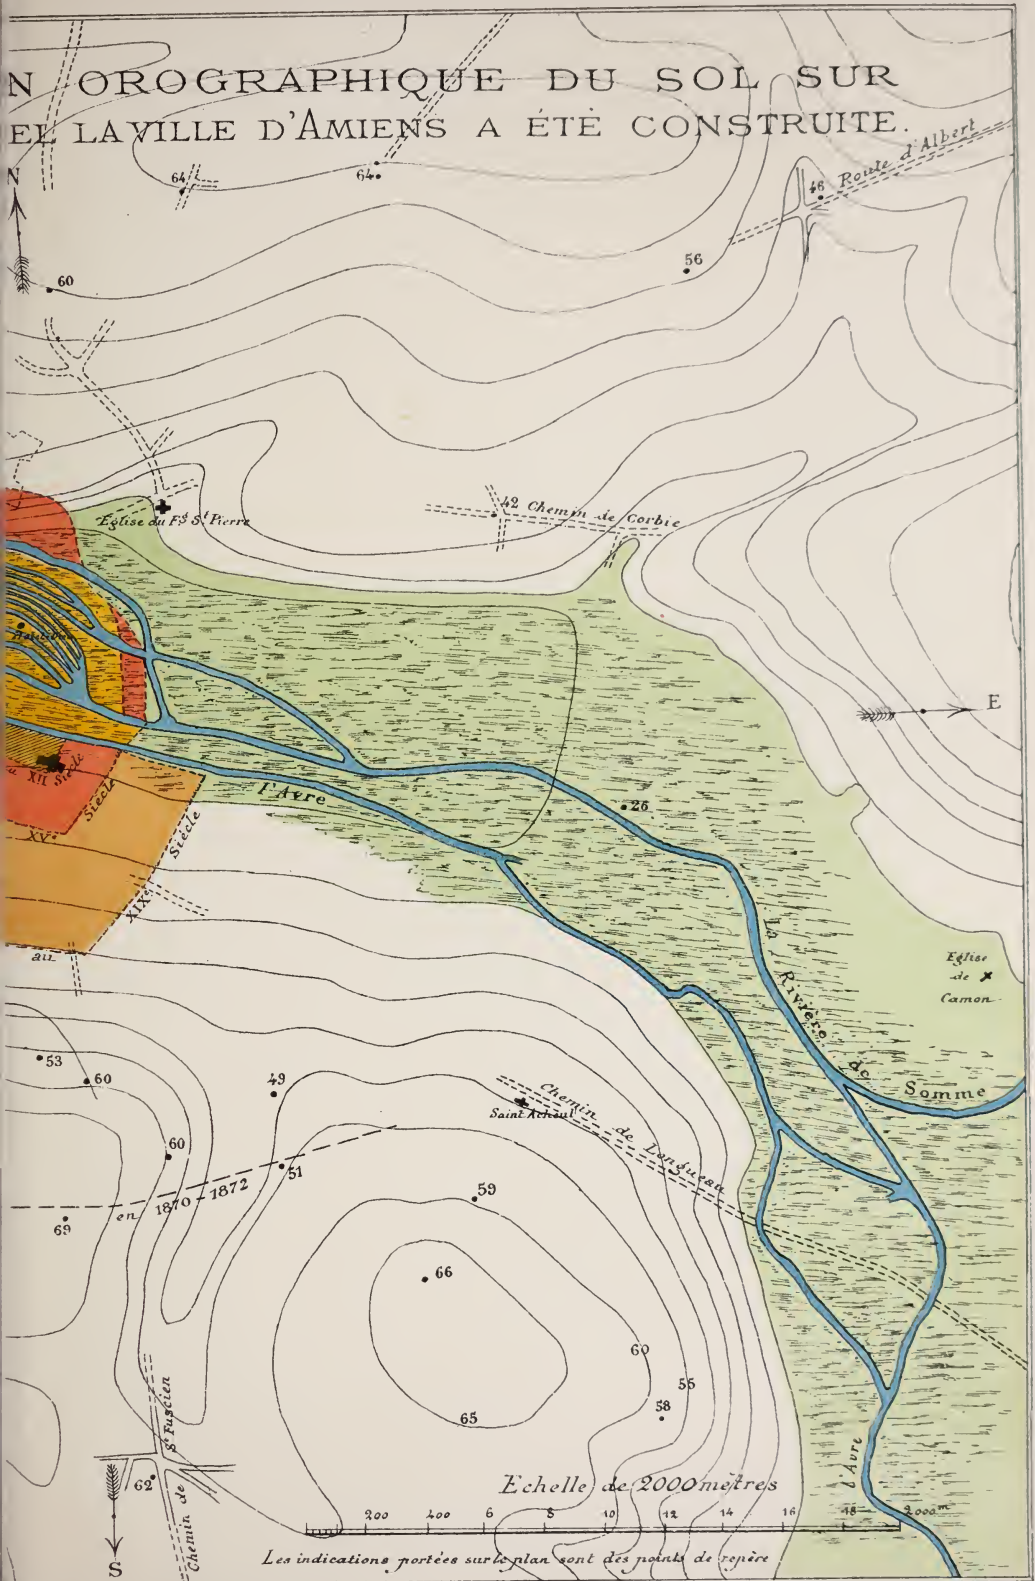 N OROGRAPHIQUE DU SOL SUR
EL LA VILLE D'AMIENS A ÉTÉ CONSTRUITE.
N
64
64
46
Route d'Albert
60
56
42 Chemin de Corbie
Église du Fg St Pierre
E
au XII Siècle
XVe Siècle
XIXe Siècle
l'Avre
26
La Rivière de Somme
Eglise
de
Camon
au
53
60
49
Chemin de Longueau
Saint Acheul
60
51
en 1870-1872
69
59
66
60
56
58
65
Chemin de St Fuscien
62
S
l'Avre
Echelle de 2000 mètres
200 400 6 8 10 12 14 16 18 2000m
Les indications portées sur le plan sont des points de repère